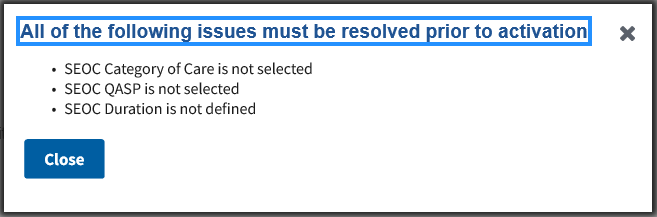 All of the following issues must be resolved prior to activation
• SEOC Category of Care is not selected
• SEOC QASP is not selected
• SEOC Duration is not defined
Close